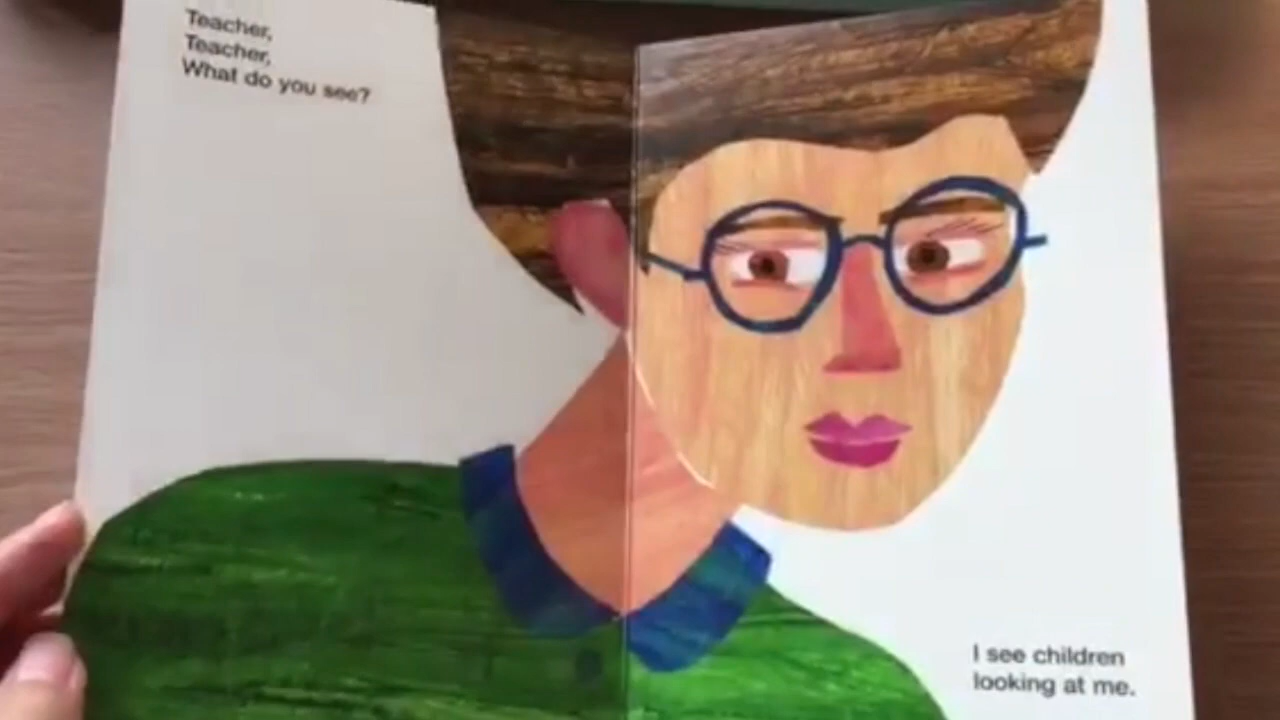 Teacher,
Teacher,
What do you see?
I see children
looking at me.